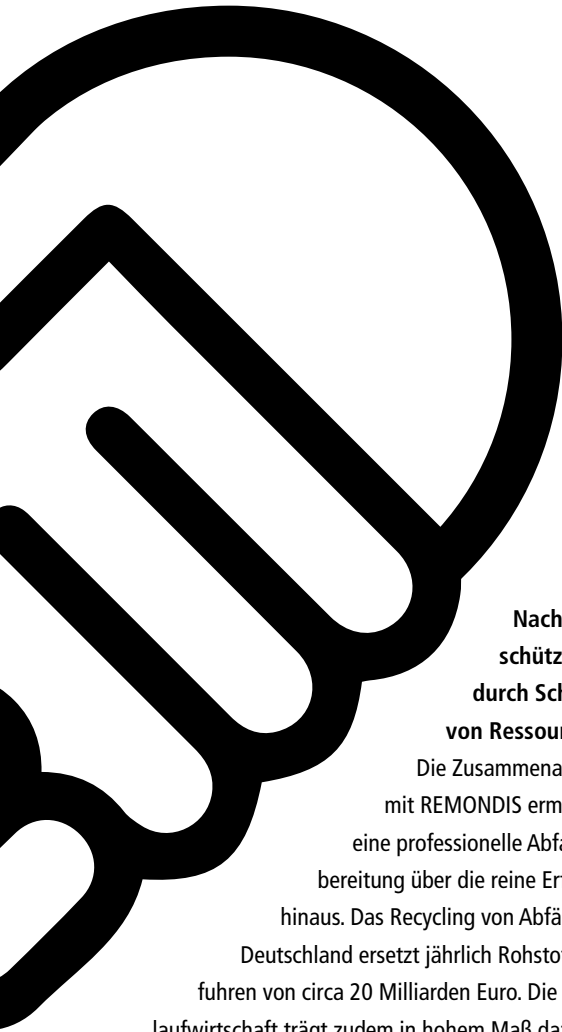 Nach
schütz
durch Sch
von Ressour
Die Zusammena
mit REMONDIS erm
eine professionelle Abfa
bereitung über die reine Er
hinaus. Das Recycling von Abfä
Deutschland ersetzt jährlich Rohsto
fuhren von circa 20 Milliarden Euro. Die
laufwirtschaft trägt zudem in hohem Maß da